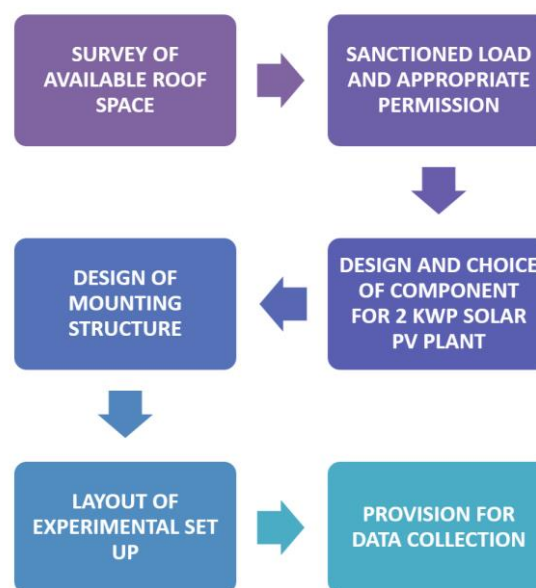 SURVEY OF
AVAILABLE ROOF
SPACE
SANCTIONED LOAD
AND APPROPRIATE
PERMISSION
DESIGN AND CHOICE
OF COMPONENT
FOR 2 KWP SOLAR
PV PLANT
DESIGN OF
MOUNTING
STRUCTURE
LAYOUT OF
EXPERIMENTAL SET
UP
PROVISION FOR
DATA COLLECTION